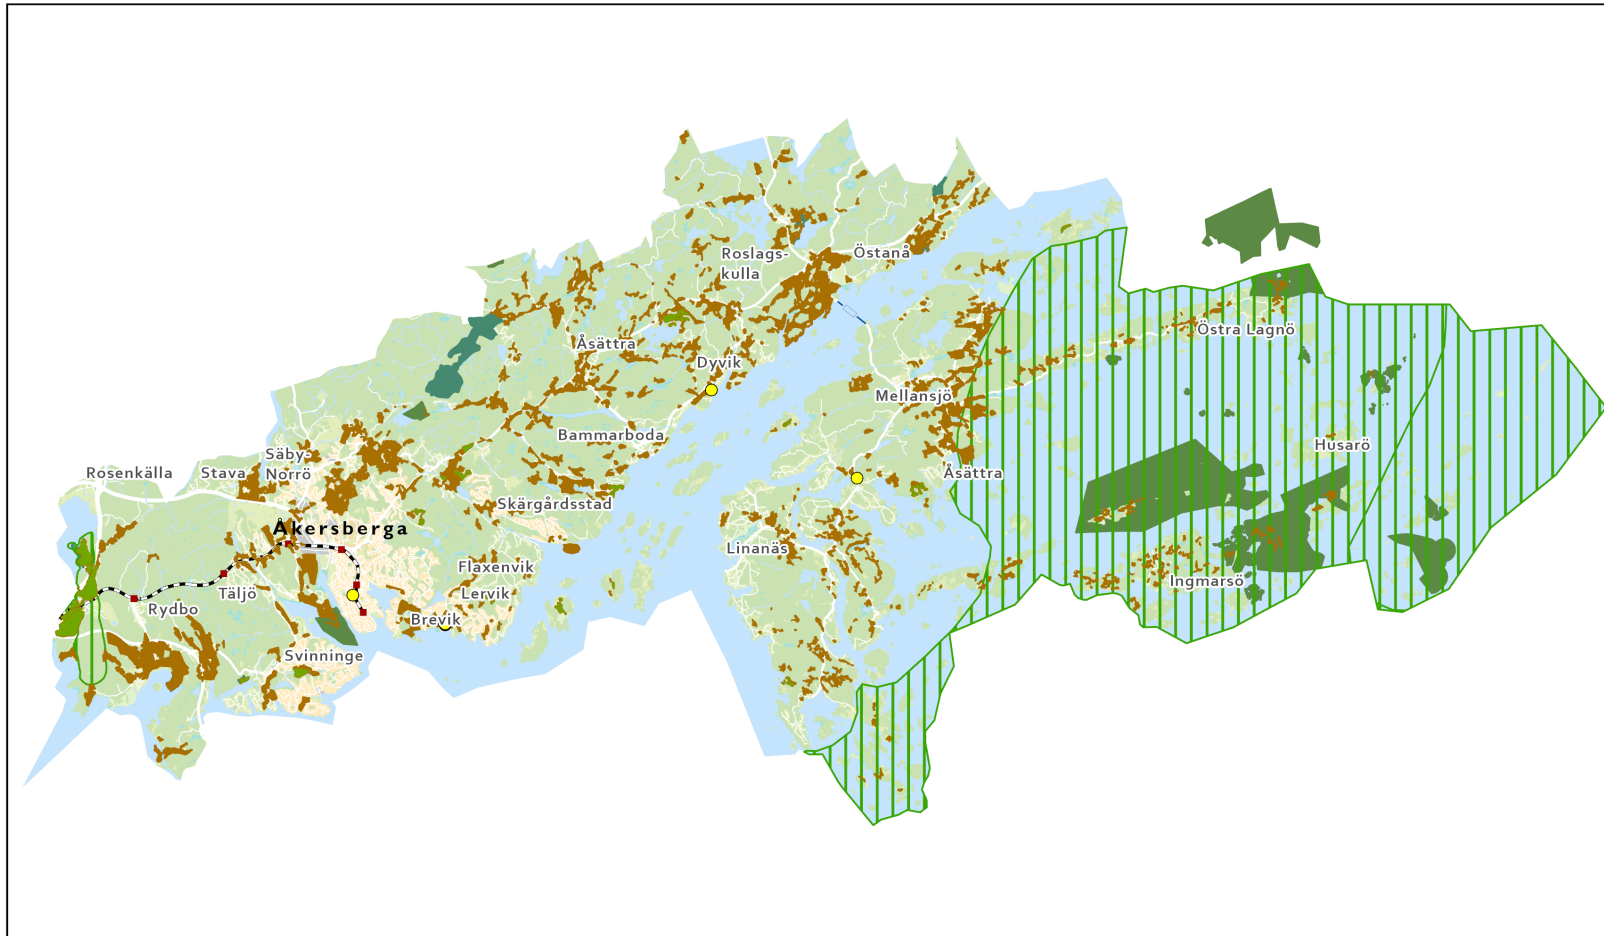 Roslags-
kulla
Östanå
Östra Lagnö
Åsättra
Dyvik
Mellansjö
Bammarboda
Husarö
Säby-
Norrö
Rosenkälla
Stava
Åsättra
Skärgårdsstad
Åkersberga
Linanäs
Flaxenvik
Ingmarsö
Täljö
Lervik
Rydbo
Brevik
Svinninge